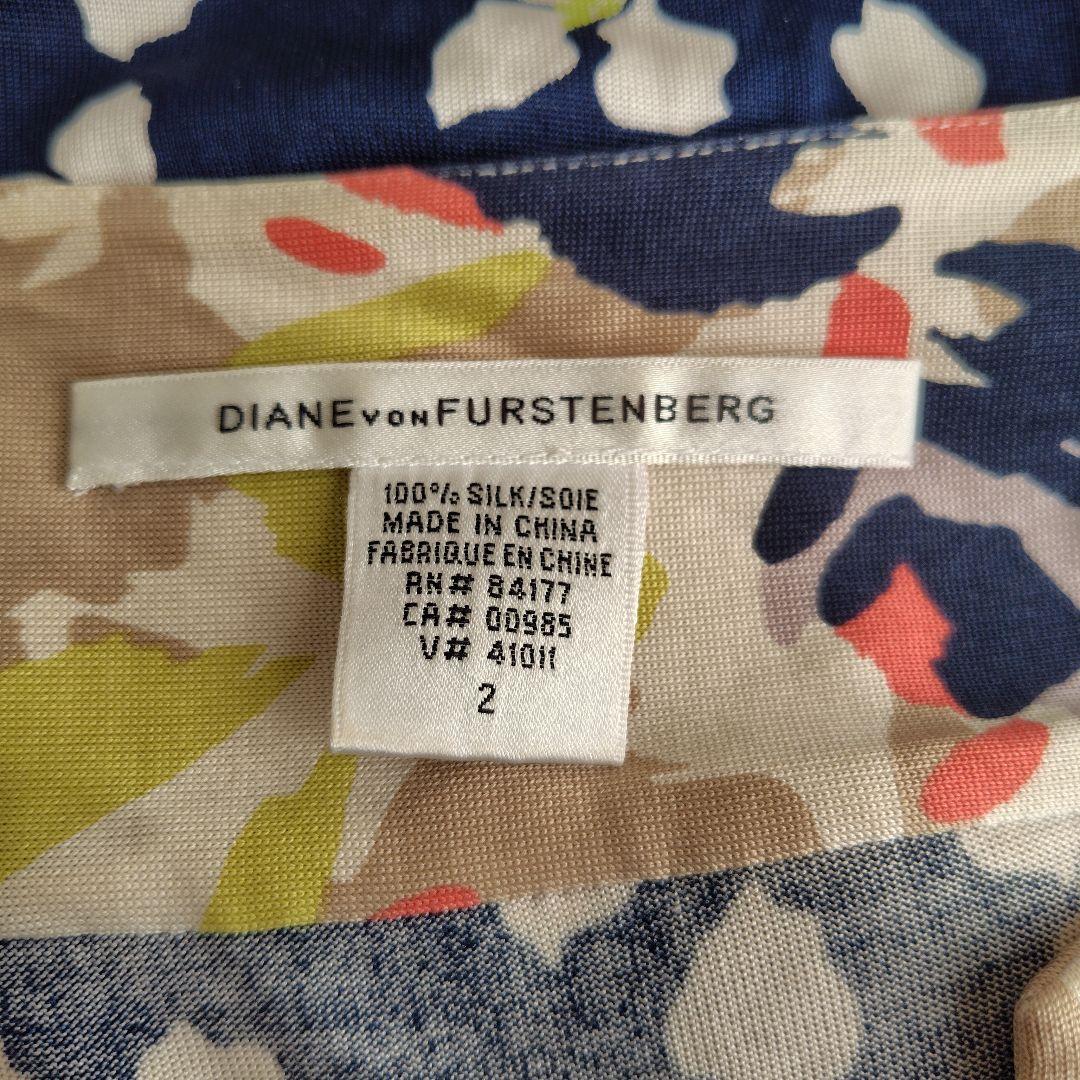 DIANE VON FURSTENBERG
100% SILK/SOIE
MADE IN CHINA
FABRIQUE EN CHINE
RN# 84177
CA# 00985
V# 41011
2